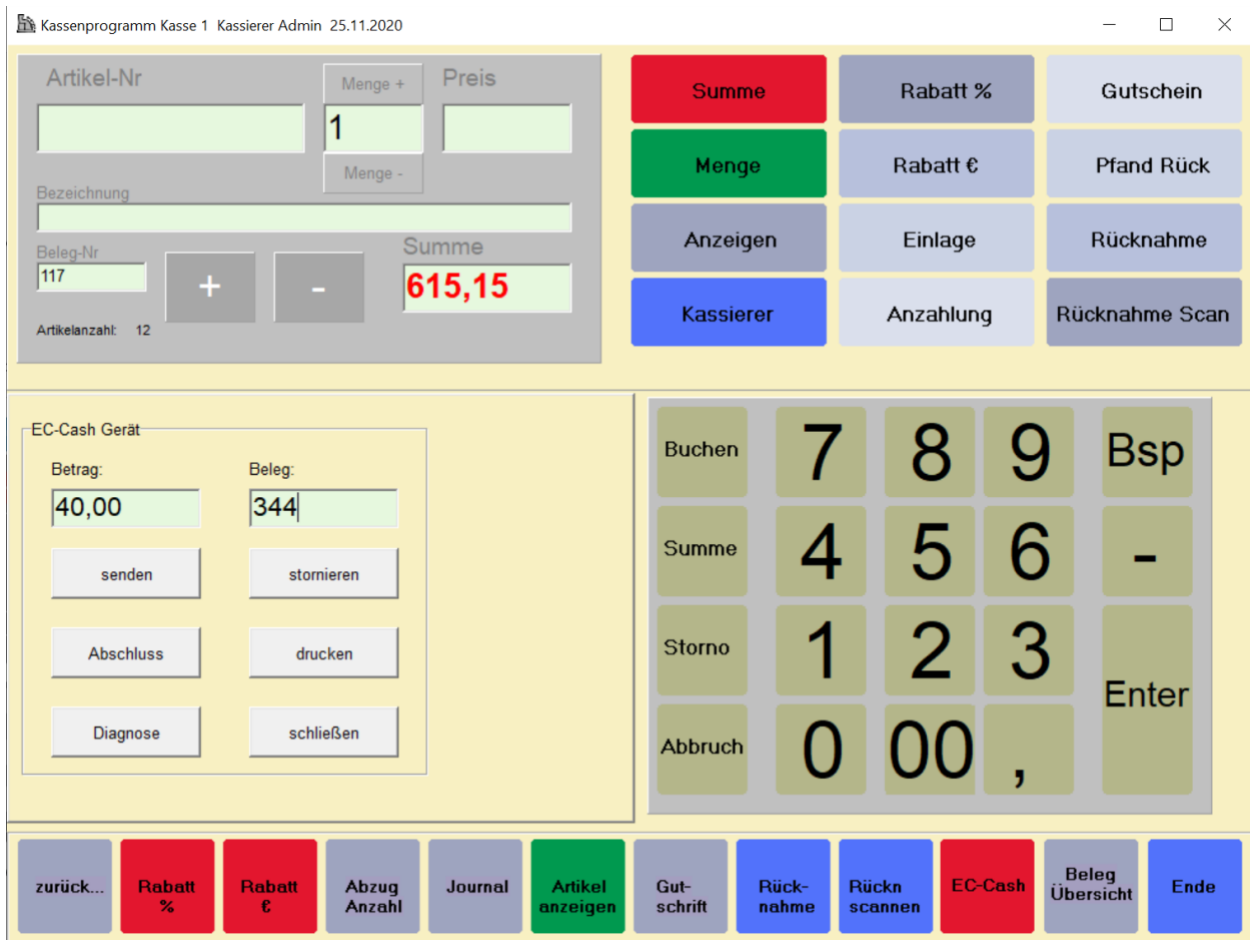 Kassenprogramm Kasse 1 Kassierer Admin 25.11.2020
Artikel-Nr
Menge +
Preis
1
Menge -
Bezeichnung
Beleg-Nr
Summe
117
+
-
615,15
Artikelanzahl: 12
Summe
Rabatt %
Gutschein
Menge
Rabatt €
Pfand Rück
Anzeigen
Einlage
Rücknahme
Kassierer
Anzahlung
Rücknahme Scan
EC-Cash Gerät
Betrag:
Beleg:
40,00
344
senden
stornieren
Abschluss
drucken
Diagnose
schließen
Buchen
7
8
9
Bsp
Summe
4
5
6
-
Storno
1
2
3
Enter
Abbruch
0
00
,
zurück...
Rabatt
%
Rabatt
€
Abzug
Anzahl
Journal
Artikel
anzeigen
Gut-
schrift
Rück-
nahme
Rückn
scannen
EC-Cash
Beleg
Übersicht
Ende